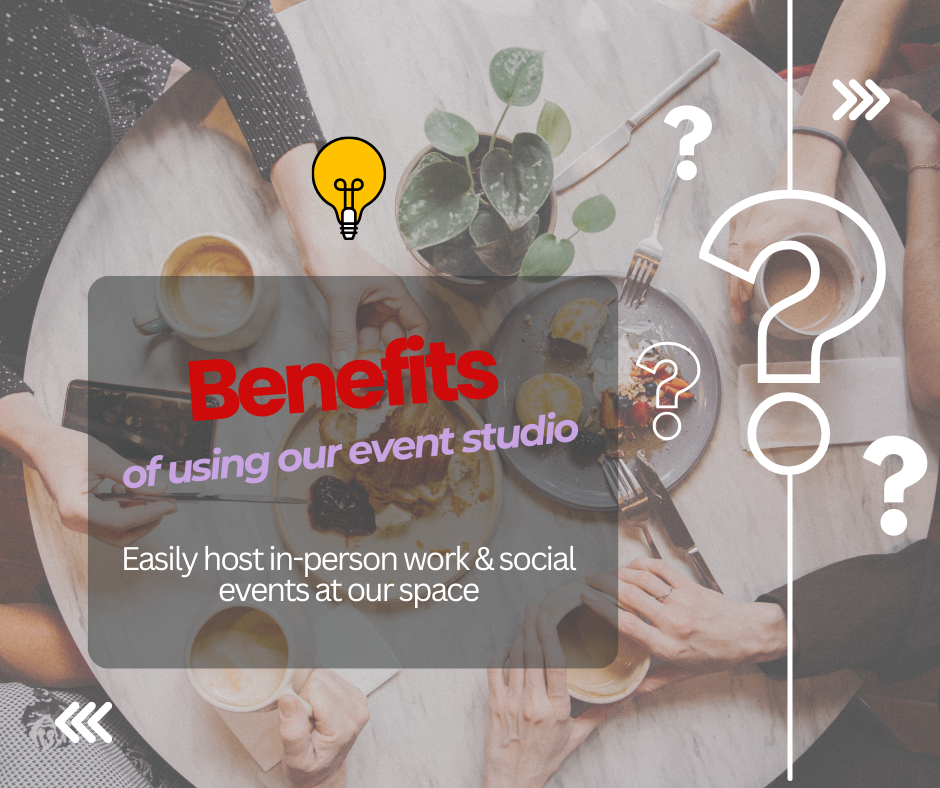 Benefits
of using our event studio
Easily host in-person work & social
events at our space
?
?
?
?